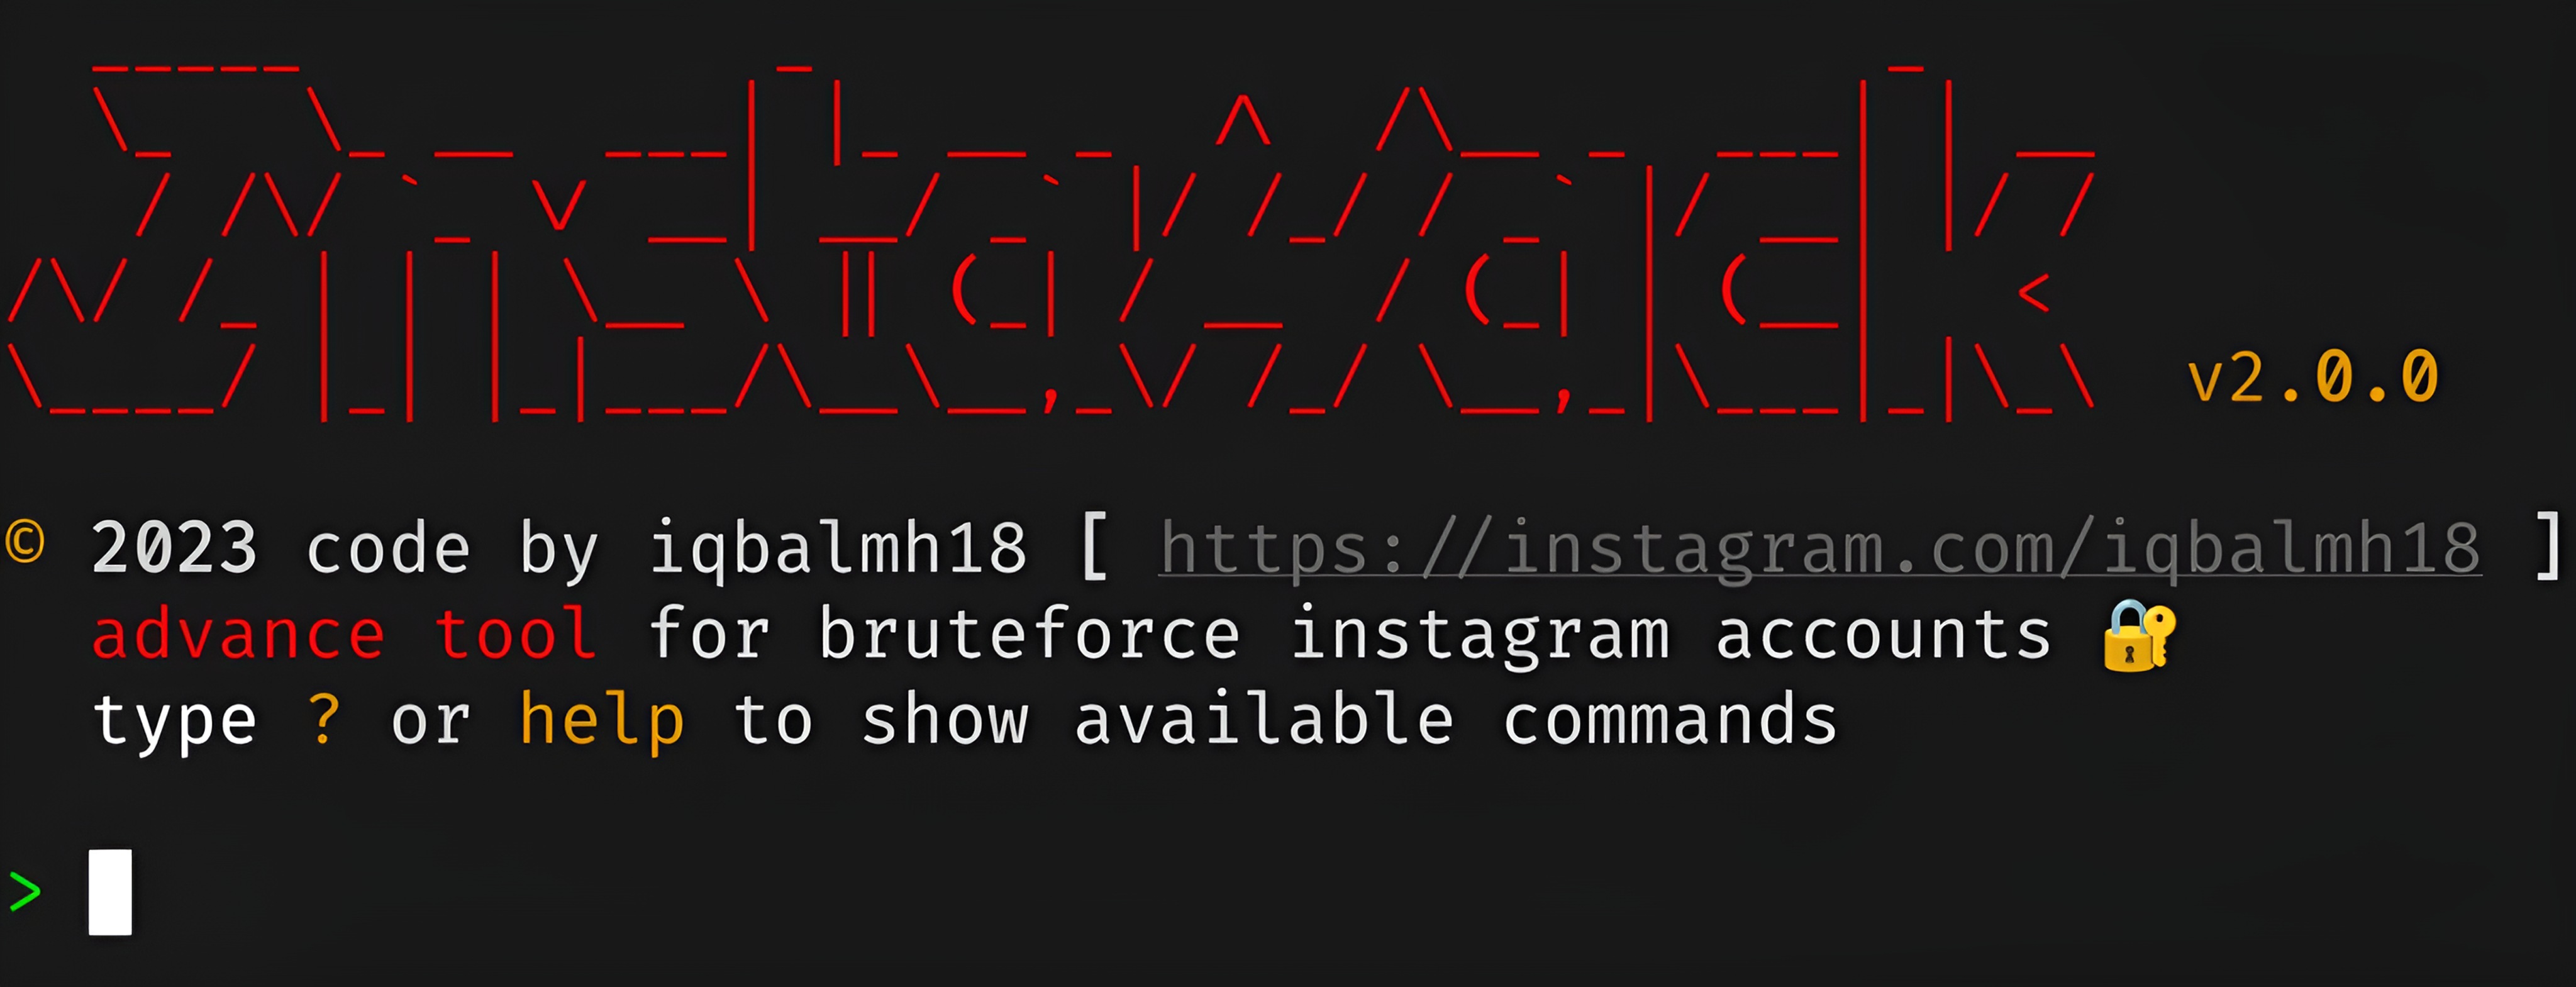 InstaHack v2.0.0
© 2023 code by iqbalmh18 [ https://instagram.com/iqbalmh18 ]
advance tool for bruteforce instagram accounts 🔐
type ? or help to show available commands
>